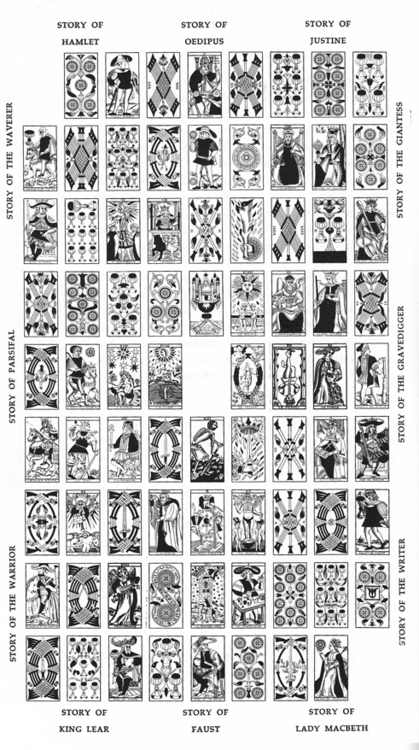 STORY OF
HAMLET
STORY OF
OEDIPUS
STORY OF
JUSTINE
STORY OF THE WAVERER
STORY OF THE GIANTESS
STORY OF PARSIFAL
STORY OF THE GRAVEDIGGER
STORY OF THE WARRIOR
STORY OF THE WRITER
STORY OF
KING LEAR
STORY OF
FAUST
STORY OF
LADY MACBETH